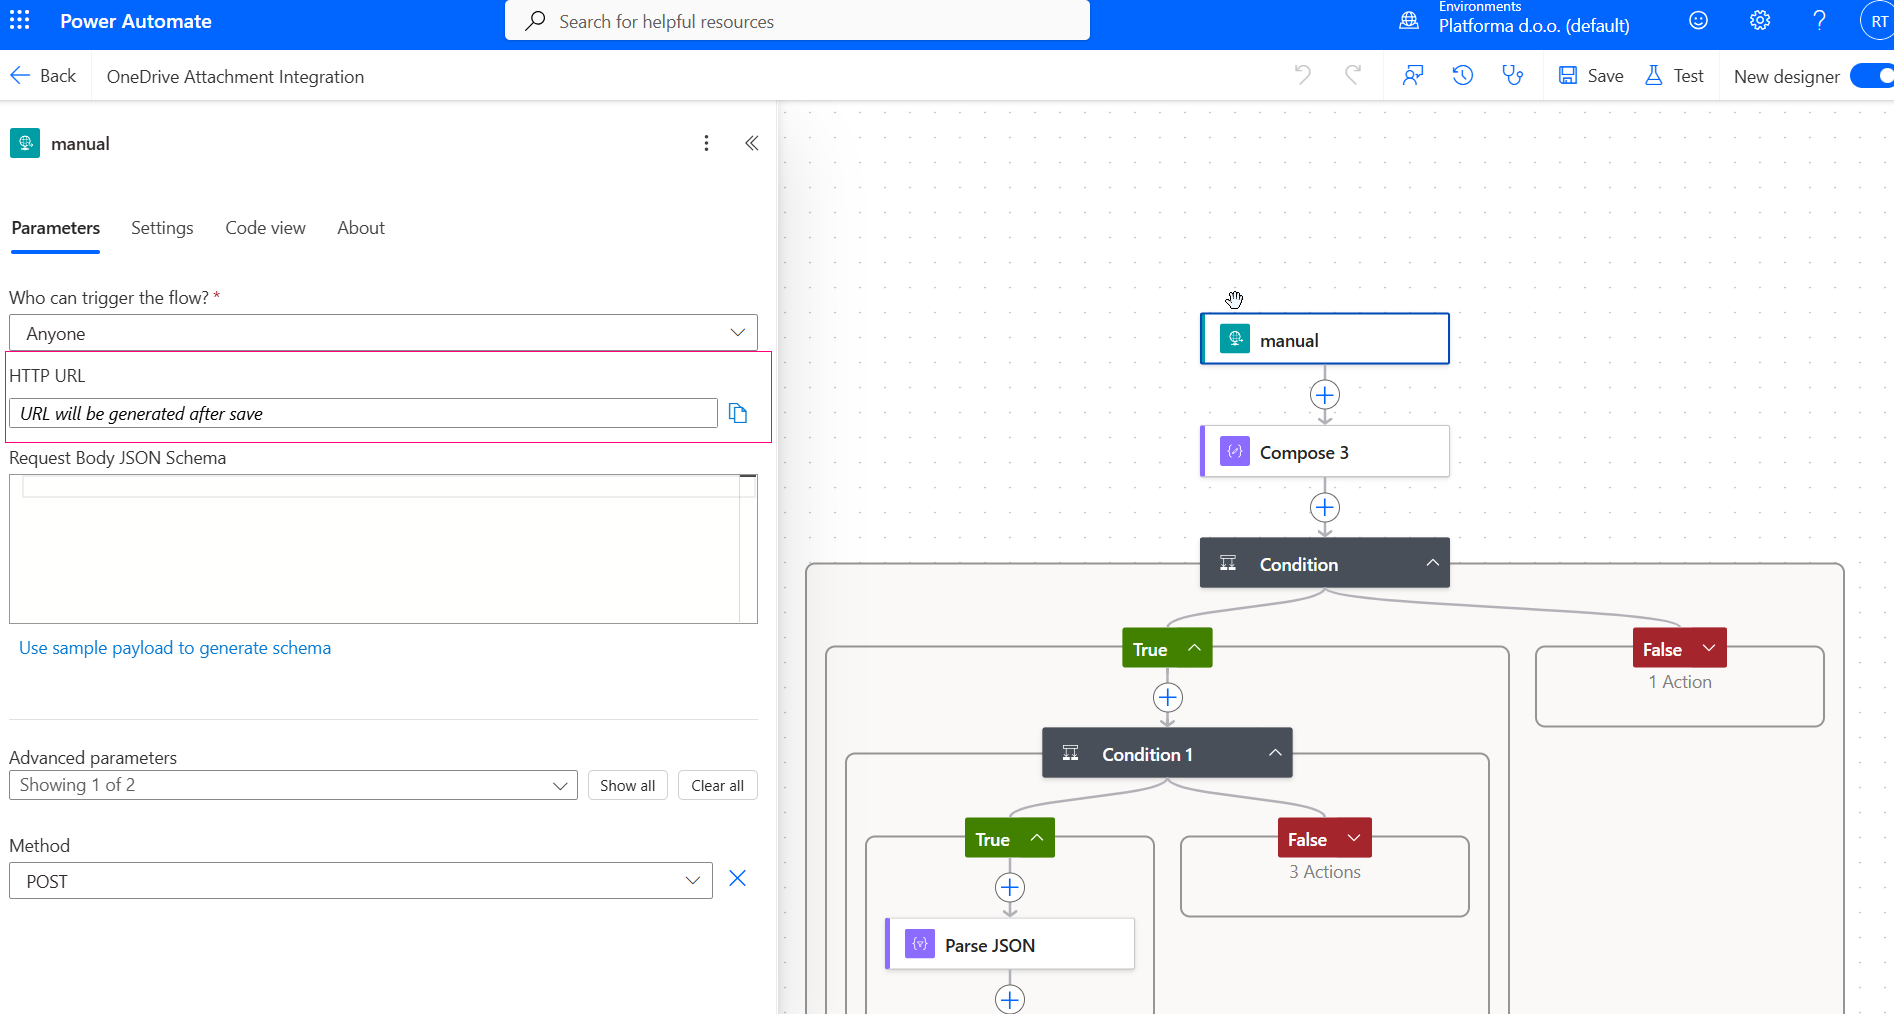 Power Automate
Search for helpful resources
Environments
Platforma d.o.o. (default)
RT
Back
OneDrive Attachment Integration
Save
Test
New designer
manual
Parameters
Settings
Code view
About
Who can trigger the flow? *
Anyone
HTTP URL
URL will be generated after save
Request Body JSON Schema
Use sample payload to generate schema
Advanced parameters
Showing 1 of 2
Show all
Clear all
Method
POST
manual
Compose 3
Condition
True
False
1 Action
Condition 1
True
False
3 Actions
Parse JSON